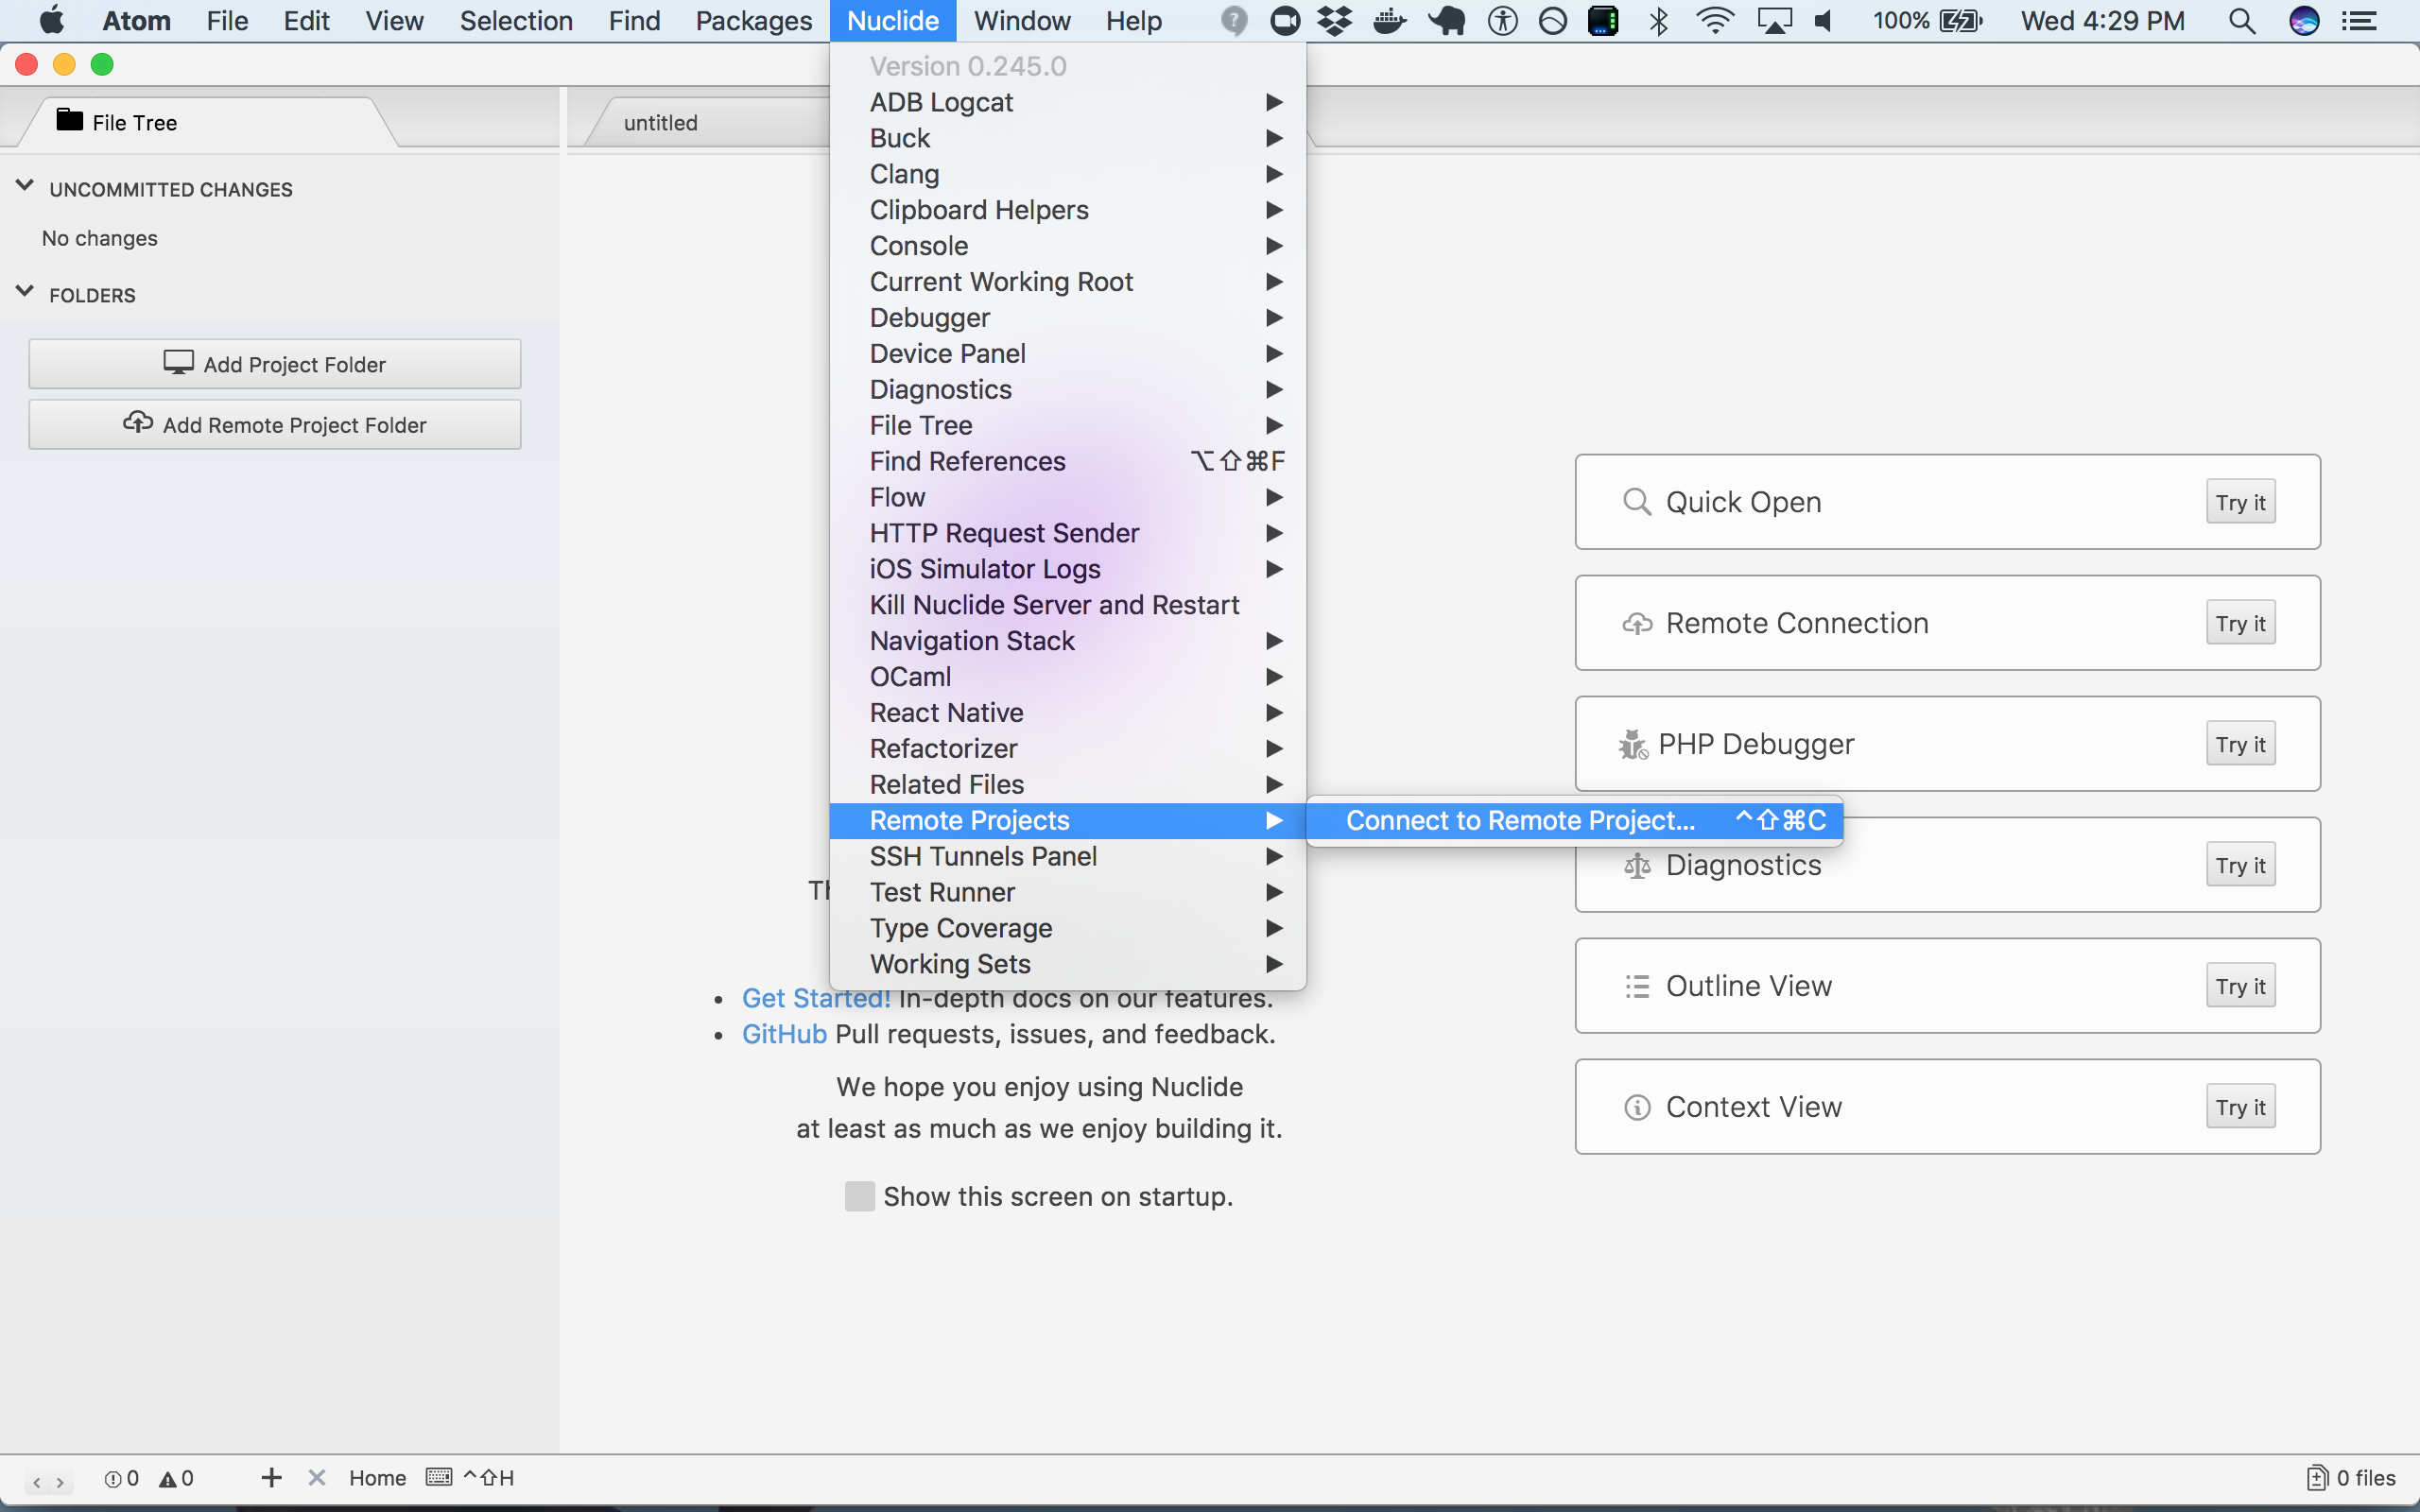 Atom File Edit View Selection Find Packages Nuclide Window Help 100% Wed 4:29 PM
File Tree
untitled
UNCOMMITTED CHANGES
No changes
FOLDERS
Add Project Folder
Add Remote Project Folder
Version 0.245.0
ADB Logcat
Buck
Clang
Clipboard Helpers
Console
Current Working Root
Debugger
Device Panel
Diagnostics
File Tree
Find References ⌥⇧⌘F
Flow
HTTP Request Sender
iOS Simulator Logs
Kill Nuclide Server and Restart
Navigation Stack
OCaml
React Native
Refactorizer
Related Files
Remote Projects
SSH Tunnels Panel
Test Runner
Type Coverage
Working Sets
Connect to Remote Project... ^⇧⌘C
Get Started! In-depth docs on our features.
GitHub Pull requests, issues, and feedback.
We hope you enjoy using Nuclide
at least as much as we enjoy building it.
Show this screen on startup.
Quick Open Try it
Remote Connection Try it
PHP Debugger Try it
Diagnostics Try it
Outline View Try it
Context View Try it
0 0 Home ^⇧H 0 files